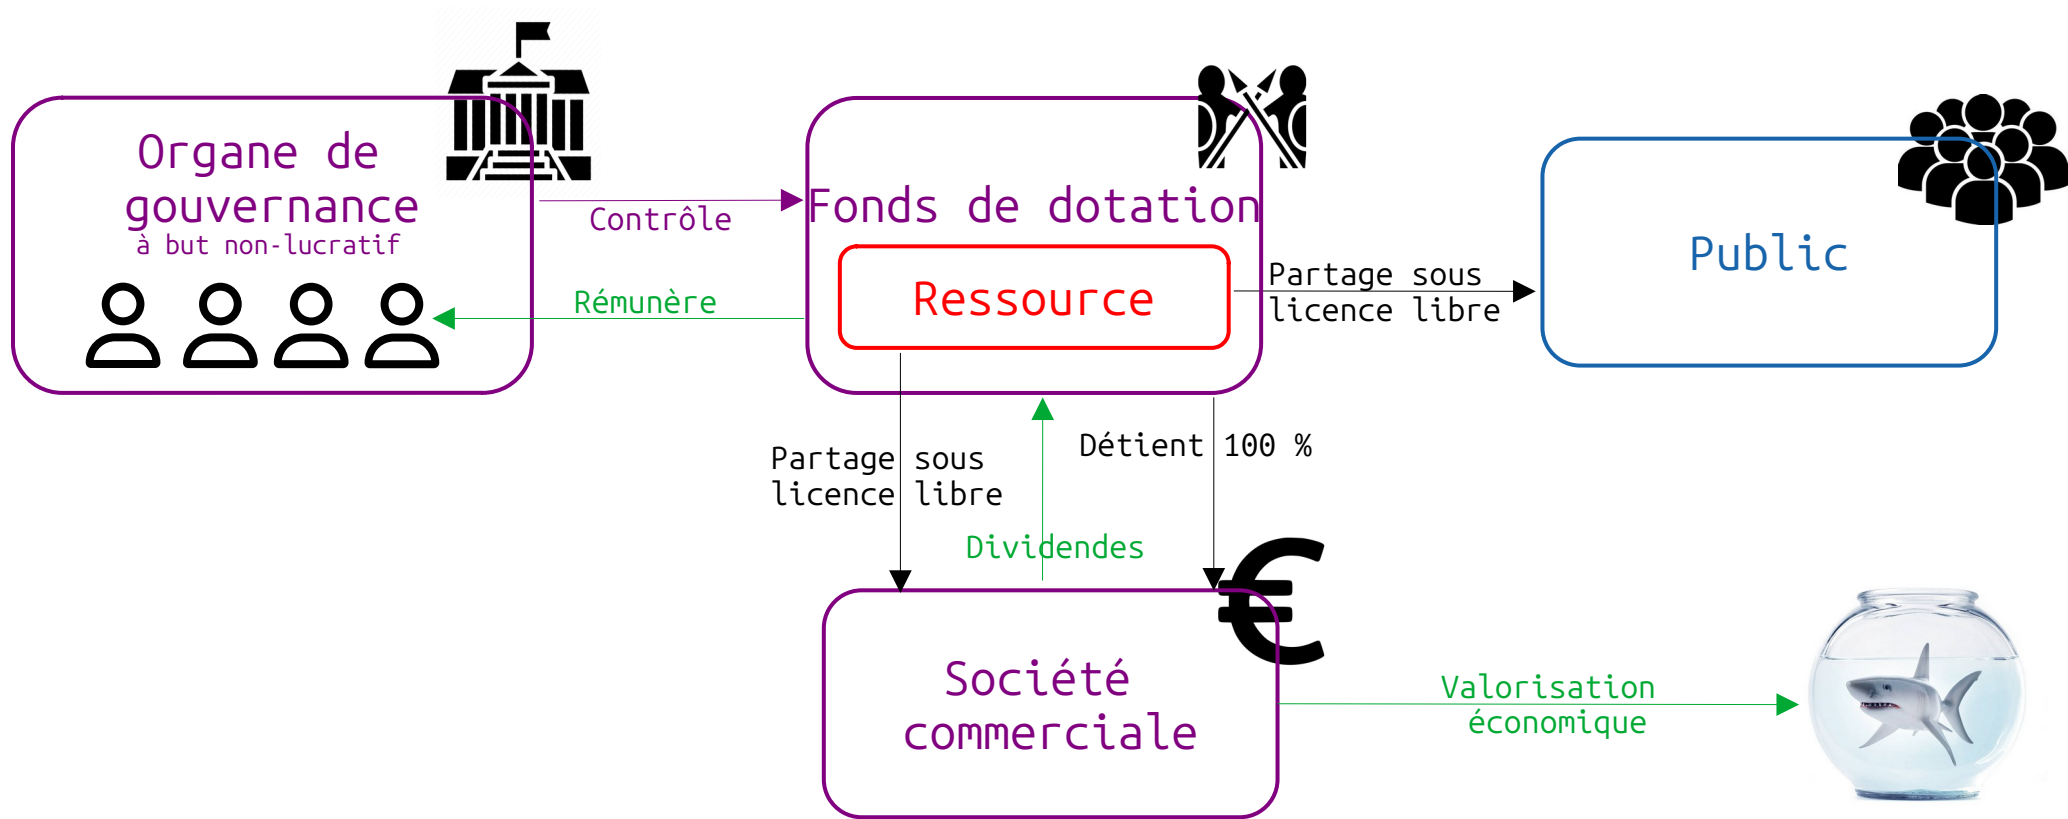 Organe de
gouvernance
à but non-lucratif
Contrôle
Rémunère
Fonds de dotation
Ressource
Partage sous
licence libre
Public
Partage sous
licence libre
Dividendes
Détient 100 %
Société
commerciale
Valorisation
économique